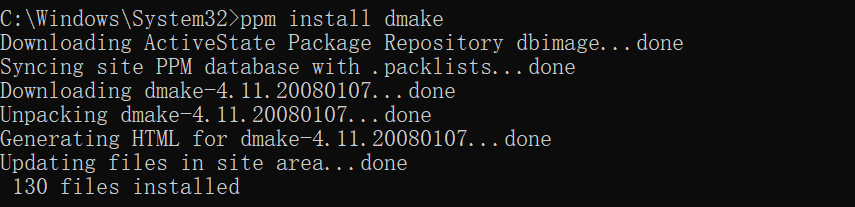 C:\Windows\System32>ppm install dmake
Downloading ActiveState Package Repository dbimage...done
Syncing site PPM database with .packlists...done
Downloading dmake-4.11.20080107...done
Unpacking dmake-4.11.20080107...done
Generating HTML for dmake-4.11.20080107...done
Updating files in site area...done
 130 files installed